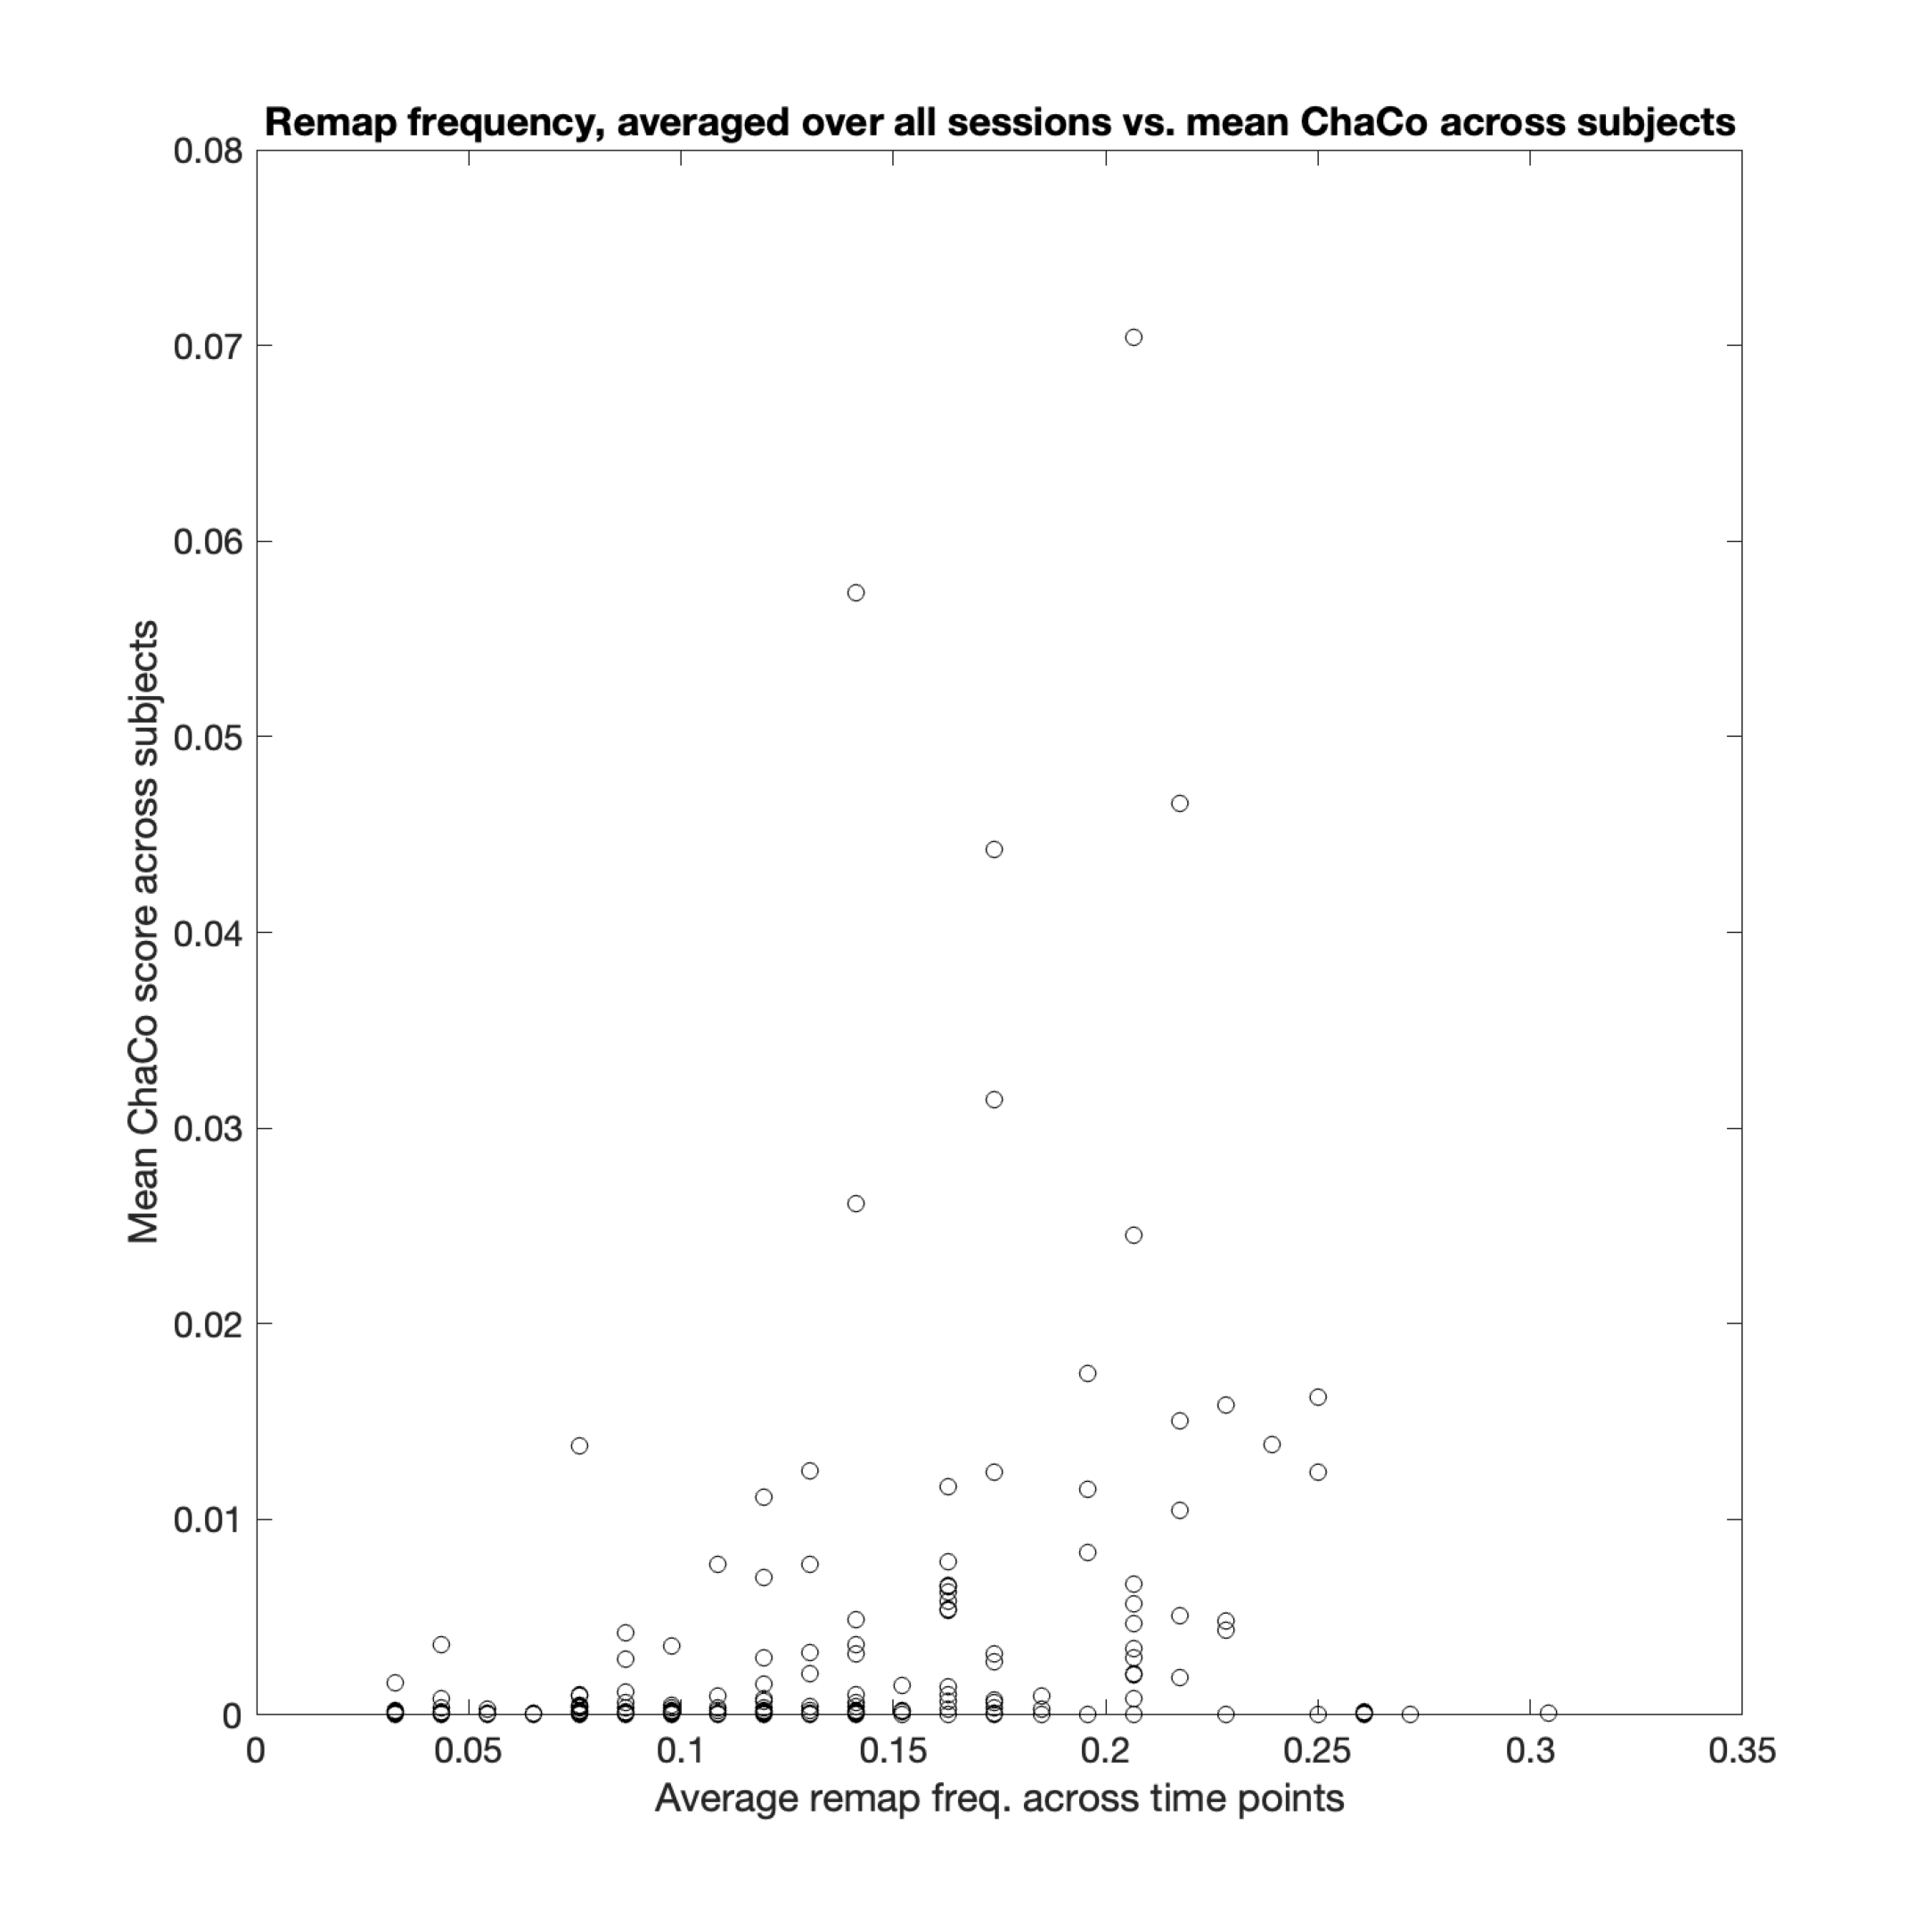 Remap frequency, averaged over all sessions vs. mean ChaCo across subjects
0.08
0.07
0.06
0.05
0.04
0.03
0.02
0.01
0
Mean ChaCo score across subjects
0 0.05 0.1 0.15 0.2 0.25 0.3 0.35
Average remap freq. across time points